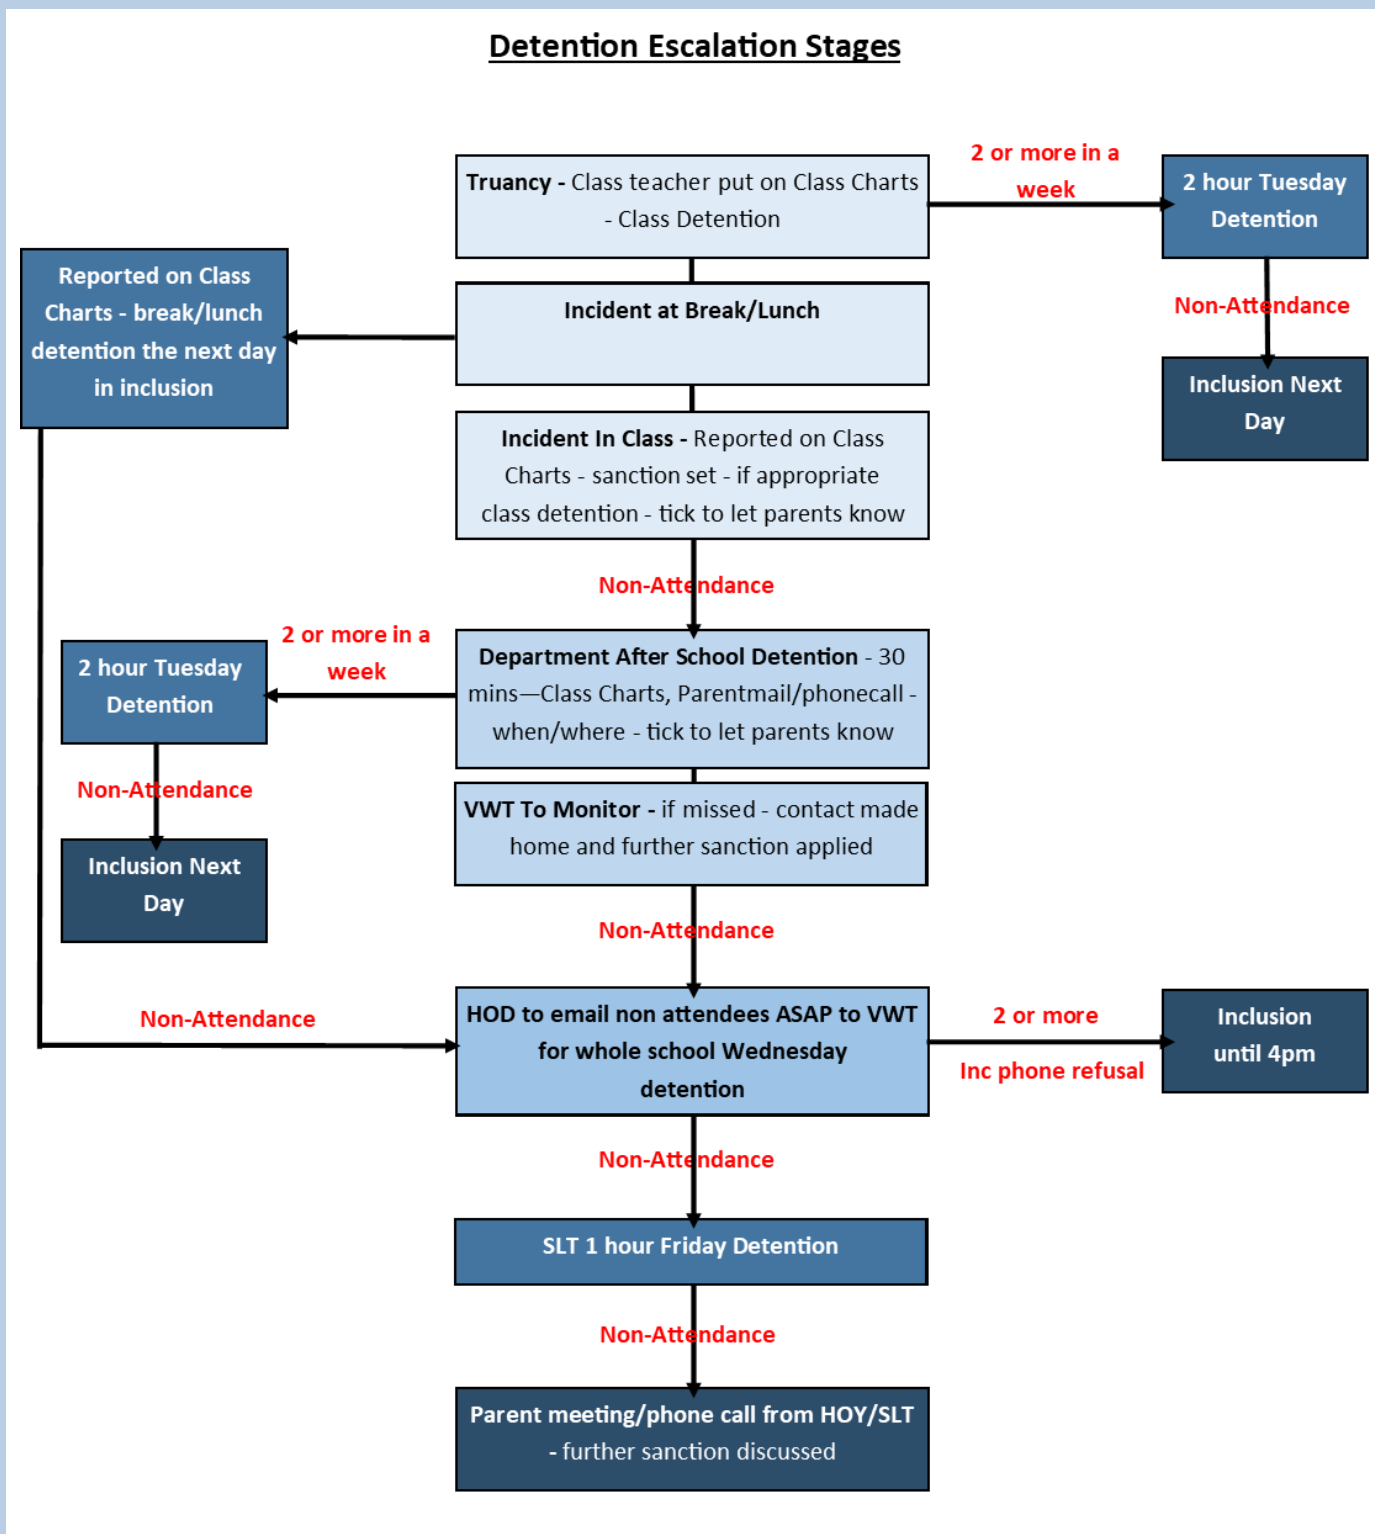 Detention Escalation Stages
2 or more in a
week
Truancy - Class teacher put on Class Charts
- Class Detention
2 hour Tuesday
Detention
Reported on Class
Charts - break/lunch
detention the next day
in inclusion
Incident at Break/Lunch
Non-Attendance
Inclusion Next
Day
Incident In Class - Reported on Class
Charts - sanction set - if appropriate
class detention - tick to let parents know
Non-Attendance
2 or more in a
week
2 hour Tuesday
Detention
Department After School Detention - 30
mins—Class Charts, Parentmail/phonecall -
when/where - tick to let parents know
Non-Attendance
VWT To Monitor - if missed - contact made
home and further sanction applied
Inclusion Next
Day
Non-Attendance
Non-Attendance
HOD to email non attendees ASAP to VWT
for whole school Wednesday
detention
2 or more
Inc phone refusal
Inclusion
until 4pm
Non-Attendance
SLT 1 hour Friday Detention
Non-Attendance
Parent meeting/phone call from HOY/SLT
- further sanction discussed